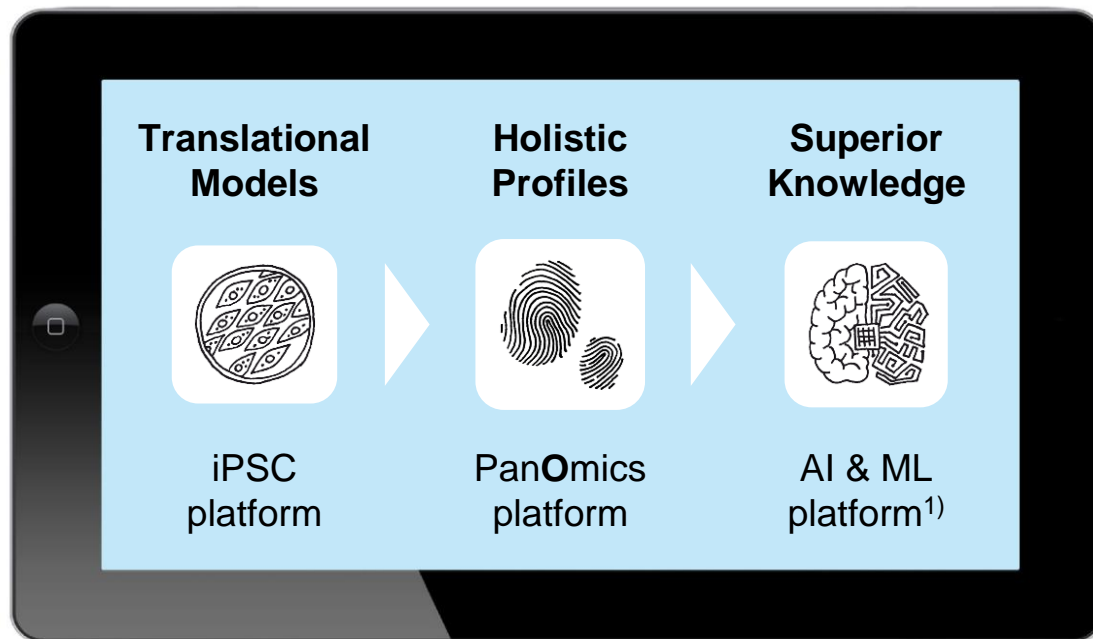 Translational
Models
Holistic
Profiles
Superior
Knowledge
iPSC
platform
PanOmics
platform
AI & ML
platform1)